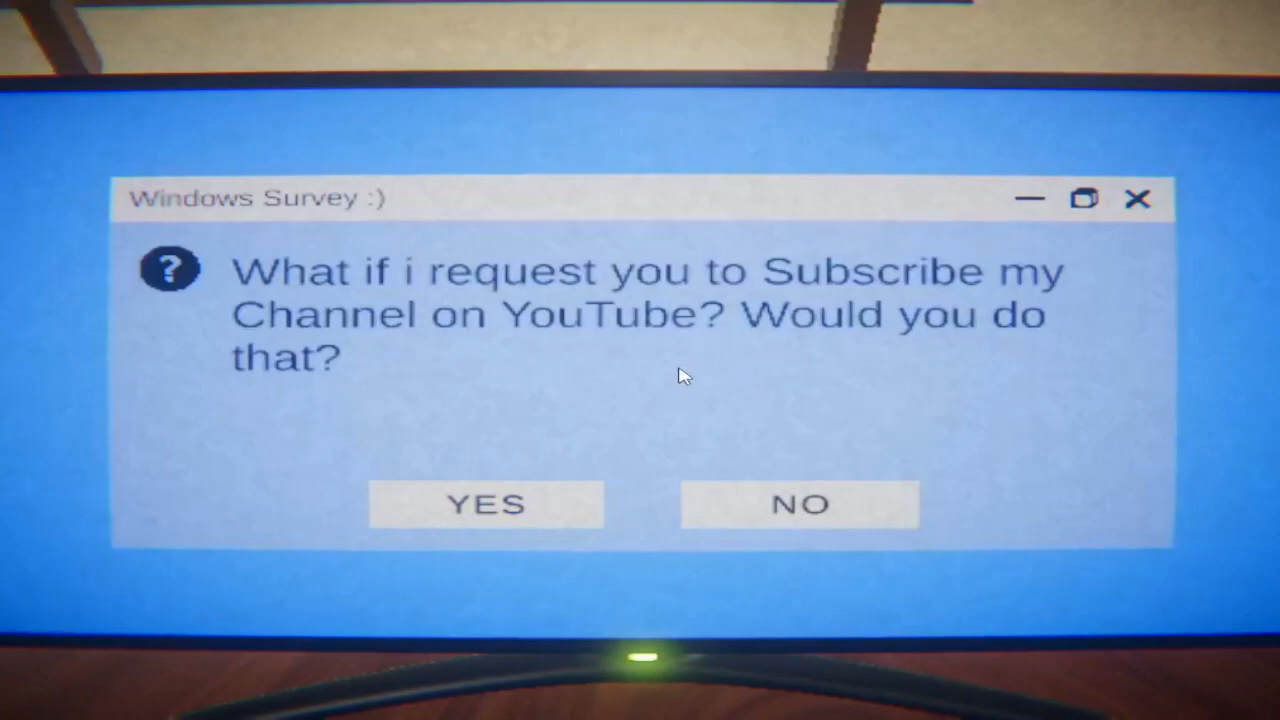 Windows Survey :)
What if i request you to Subscribe my
Channel on YouTube? Would you do
that?
YES
NO